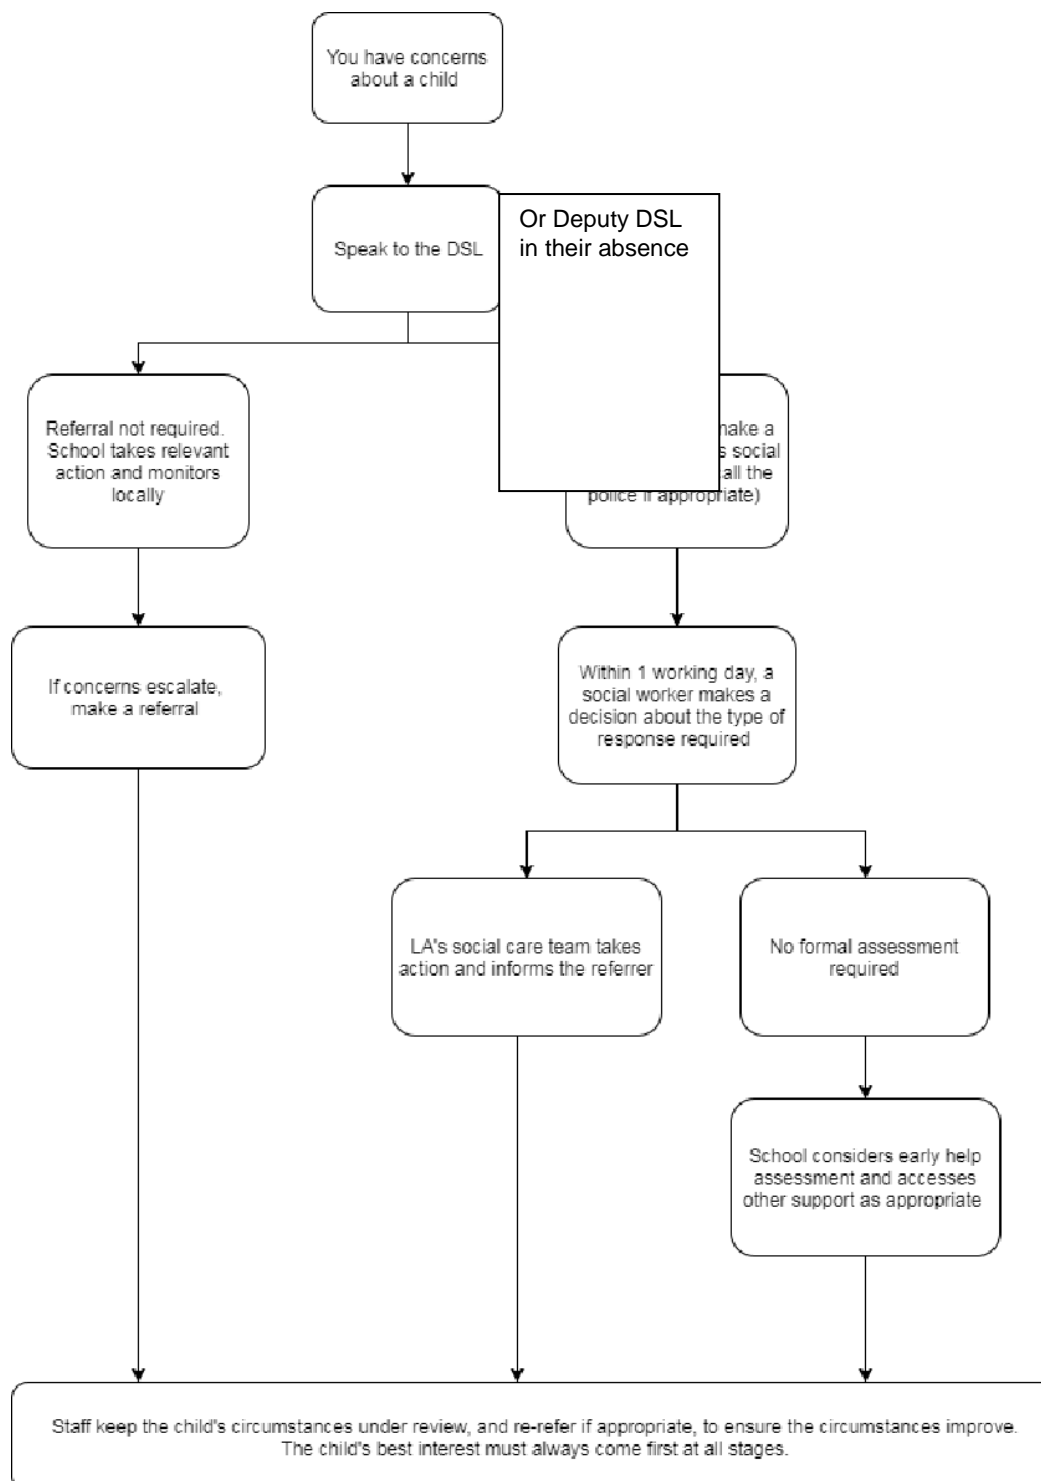 You have concerns
about a child
Speak to the DSL
Or Deputy DSL
in their absence
Referral not required.
School takes relevant
action and monitors
locally
make a
social
all the
police if appropriate)
If concerns escalate,
make a referral
Within 1 working day, a
social worker makes a
decision about the type of
response required
LA's social care team takes
action and informs the referrer
No formal assessment
required
School considers early help
assessment and accesses
other support as appropriate
Staff keep the child's circumstances under review, and re-refer if appropriate, to ensure the circumstances improve.
The child's best interest must always come first at all stages.